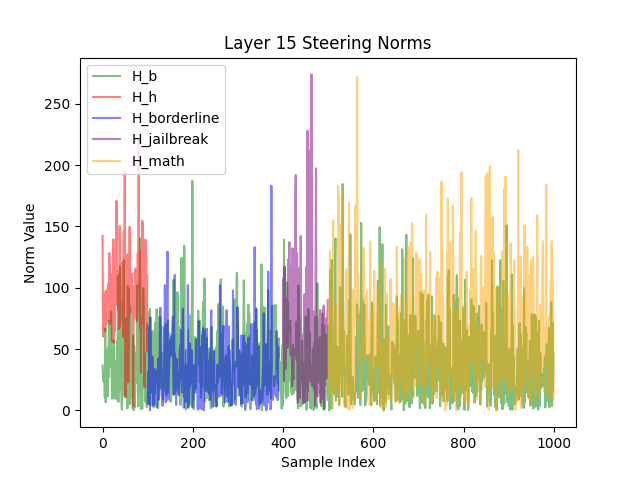 Layer 15 Steering Norms
H_b
H_h
H_borderline
H_jailbreak
H_math
Norm Value
250
200
150
100
50
0
0 200 400 600 800 1000
Sample Index